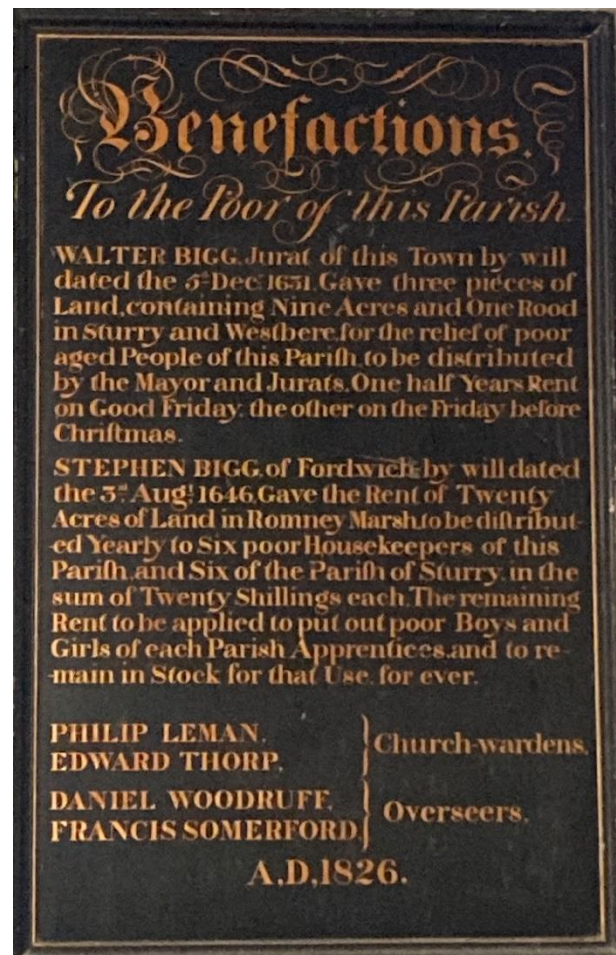 Benefactions.
To the Poor of this Parish
WALTER BIGG, Jurat of this Town by will
dated the 5th Dec.r 1631, Gave three pieces of
Land, containing Nine Acres and One Rood
in Sturry and Westbere, for the relief of poor
aged People of this Pariſh, to be diſtributed
by the Mayor and Jurats, One half Years Rent
on Good Friday, the other on the Friday before
Chriſtmas.
STEPHEN BIGG, of Fordwich by will dated
the 3rd Aug.t 1646, Gave the Rent of Twenty
Acres of Land in Romney Marsh, to be diſtribut-
-ed Yearly to Six poor Housekeepers of this
Pariſh, and Six of the Pariſh of Sturry, in the
sum of Twenty Shillings each, The remaining
Rent to be applied to put out poor Boys and
Girls of each Parish Apprentices, and to re-
-main in Stock for that Use, for ever.
PHILIP LEMAN,
EDWARD THORP, } Church-wardens,
DANIEL WOODRUFF,
FRANCIS SOMERFORD, } Overseers,
A,D,1826.